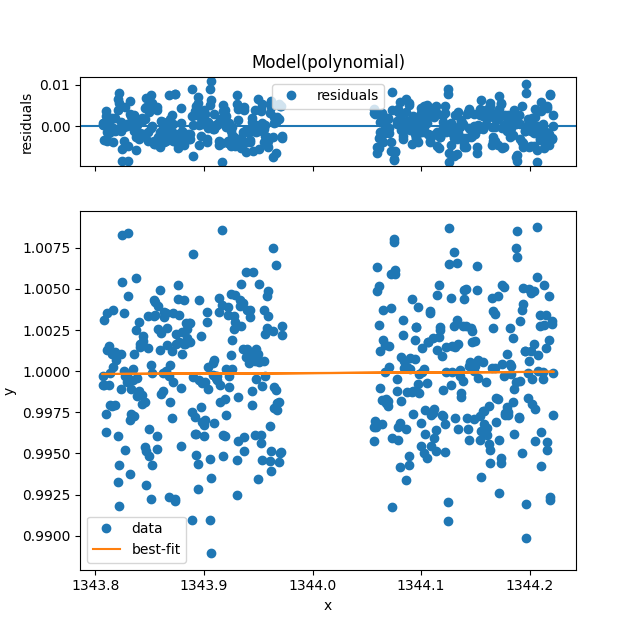 Model(polynomial)
0.01
0.00
residuals
residuals
1.0075
1.0050
1.0025
1.0000
0.9975
0.9950
0.9925
0.9900
y
data
best-fit
1343.8 1343.9 1344.0 1344.1 1344.2
x